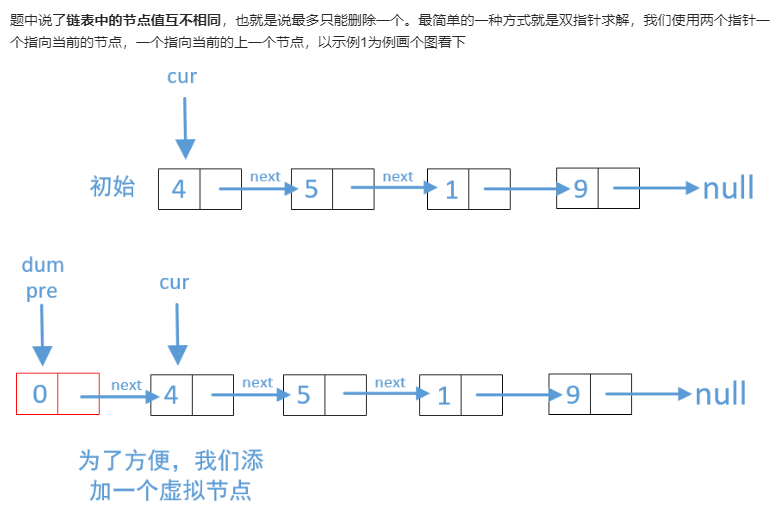 题中说了链表中的节点值互不相同，也就是说最多只能删除一个。最简单的一种方式就是双指针求解，我们使用两个指针一
个指向当前的节点，一个指向当前的上一个节点，以示例1为例画个图看下
cur
初始 4 next 5 next 1 9 null
dum
pre
cur
0 next 4 next 5 next 1 9 null
为了方便，我们添
加一个虚拟节点